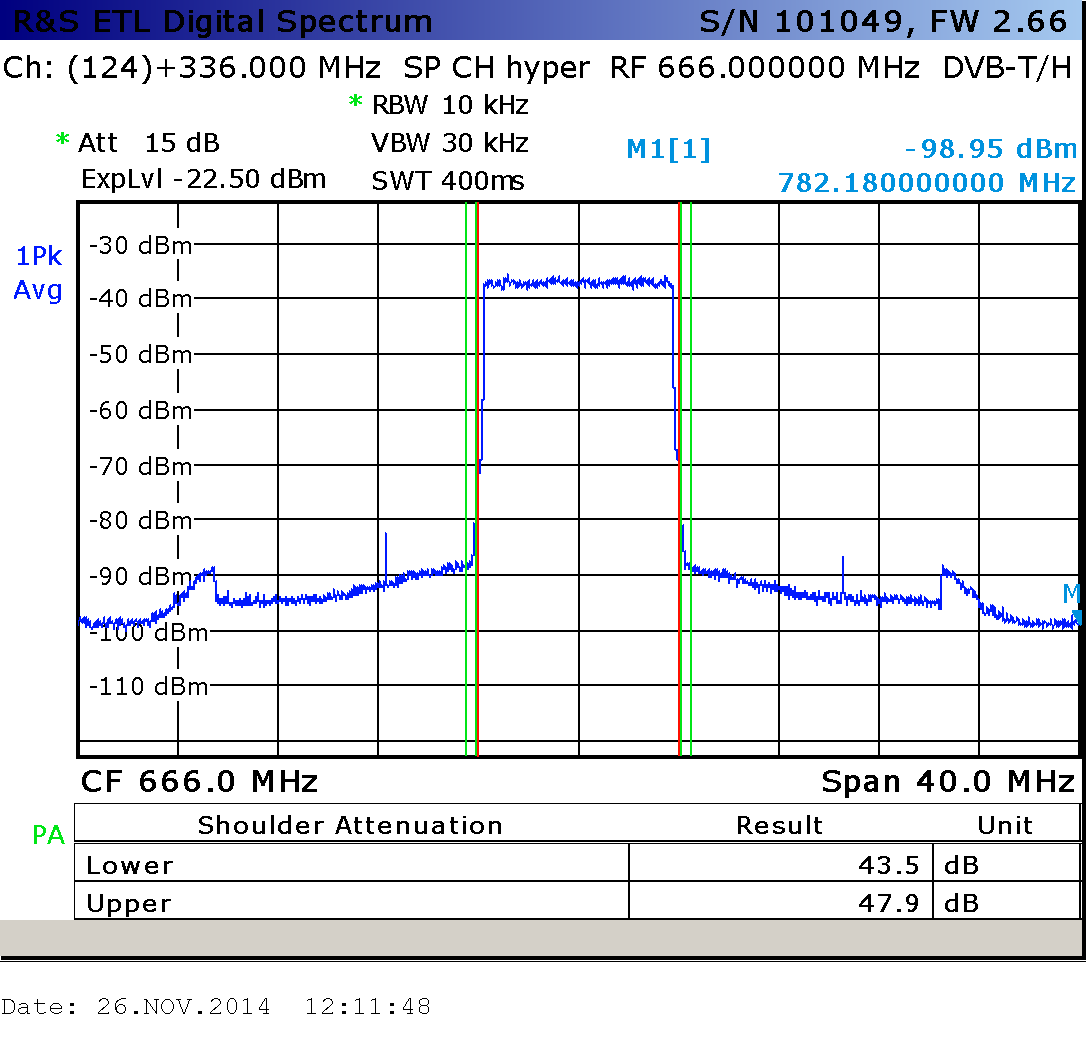 R&S ETL Digital Spectrum S/N 101049, FW 2.66
Ch: (124)+336.000 MHz SP CH hyper RF 666.000000 MHz DVB-T/H
* RBW 10 kHz
* Att 15 dB VBW 30 kHz M1[1] -98.95 dBm
ExpLvl -22.50 dBm SWT 400ms 782.180000000 MHz
1Pk
Avg
-30 dBm
-40 dBm
-50 dBm
-60 dBm
-70 dBm
-80 dBm
-90 dBm
M
-100 dBm
-110 dBm
CF 666.0 MHz Span 40.0 MHz
PA
Shoulder Attenuation Result Unit
Lower 43.5 dB
Upper 47.9 dB
Date: 26.NOV.2014 12:11:48